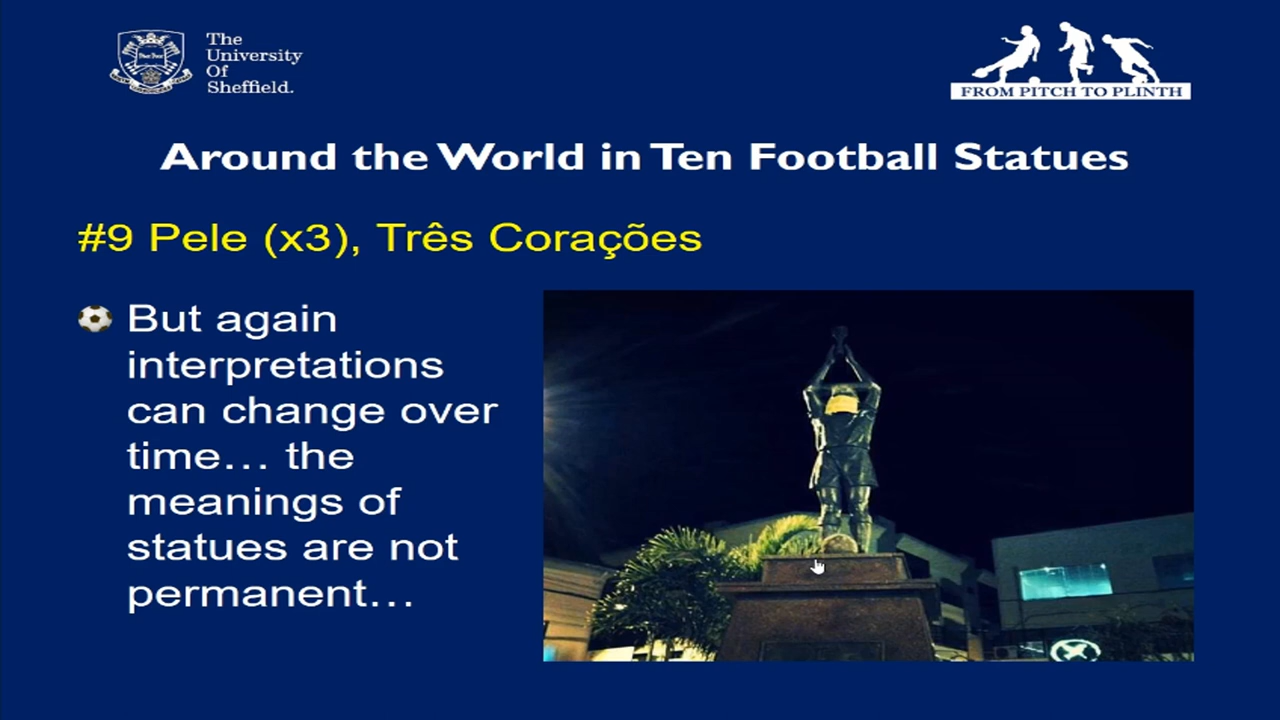 The
University
Of
Sheffield.
FROM PITCH TO PLINTH
Around the World in Ten Football Statues
#9 Pele (x3), Três Corações
But again
interpretations
can change over
time… the
meanings of
statues are not
permanent…